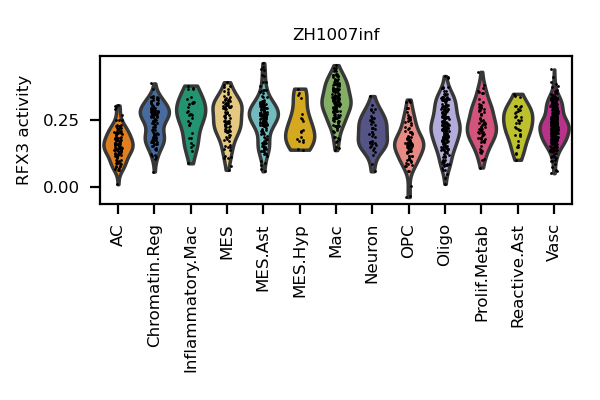 ZH1007inf
RFX3 activity
0.25
0.00
AC
Chromatin.Reg
Inflammatory.Mac
MES
MES.Ast
MES.Hyp
Mac
Neuron
OPC
Oligo
Prolif.Metab
Reactive.Ast
Vasc